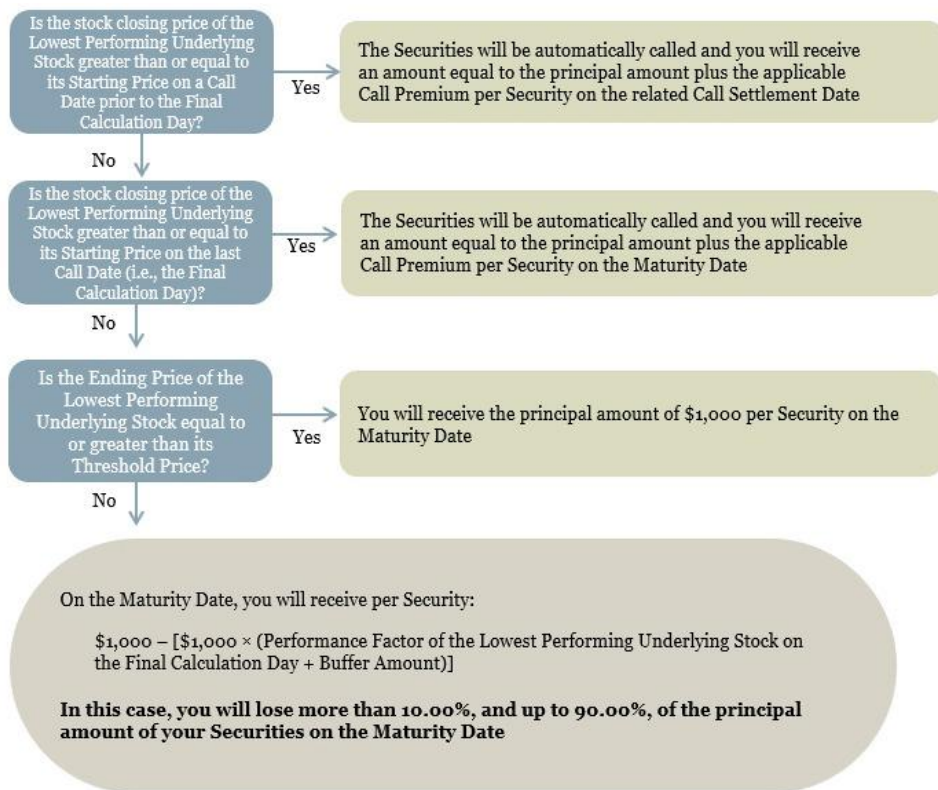 Is the stock closing price of the
Lowest Performing Underlying
Stock greater than or equal to
its Starting Price on a Call
Date prior to the Final
Calculation Day?
Yes
The Securities will be automatically called and you will receive
an amount equal to the principal amount plus the applicable
Call Premium per Security on the related Call Settlement Date
No
Is the stock closing price of the
Lowest Performing Underlying
Stock greater than or equal to
its Starting Price on the last
Call Date (i.e., the Final
Calculation Day)?
Yes
The Securities will be automatically called and you will receive
an amount equal to the principal amount plus the applicable
Call Premium per Security on the Maturity Date
No
Is the Ending Price of the
Lowest Performing
Underlying Stock equal to
or greater than its
Threshold Price?
Yes
You will receive the principal amount of $1,000 per Security on the
Maturity Date
No
On the Maturity Date, you will receive per Security:
$1,000 – [$1,000 × (Performance Factor of the Lowest Performing Underlying Stock on
the Final Calculation Day + Buffer Amount)]
In this case, you will lose more than 10.00%, and up to 90.00%, of the principal
amount of your Securities on the Maturity Date